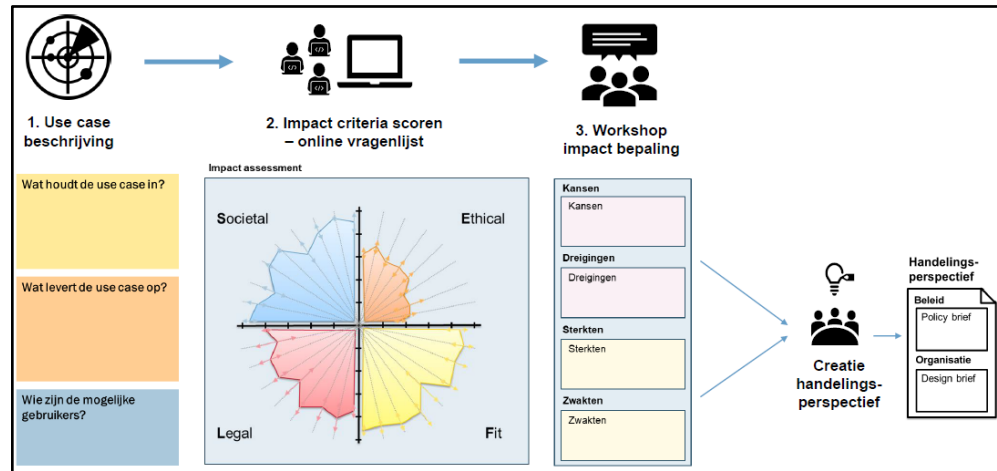 1. Use case
beschrijving
2. Impact criteria scoren
– online vragenlijst
3. Workshop
impact bepaling
Wat houdt de use case in?
Wat levert de use case op?
Wie zijn de mogelijke
gebruikers?
Impact assessment
Societal
Ethical
Legal
Fit
Kansen
Kansen
Dreigingen
Dreigingen
Sterkten
Sterkten
Zwakten
Zwakten
Creatie
handelings-
perspectief
Handelings-
perspectief
Beleid
Policy brief
Organisatie
Design brief